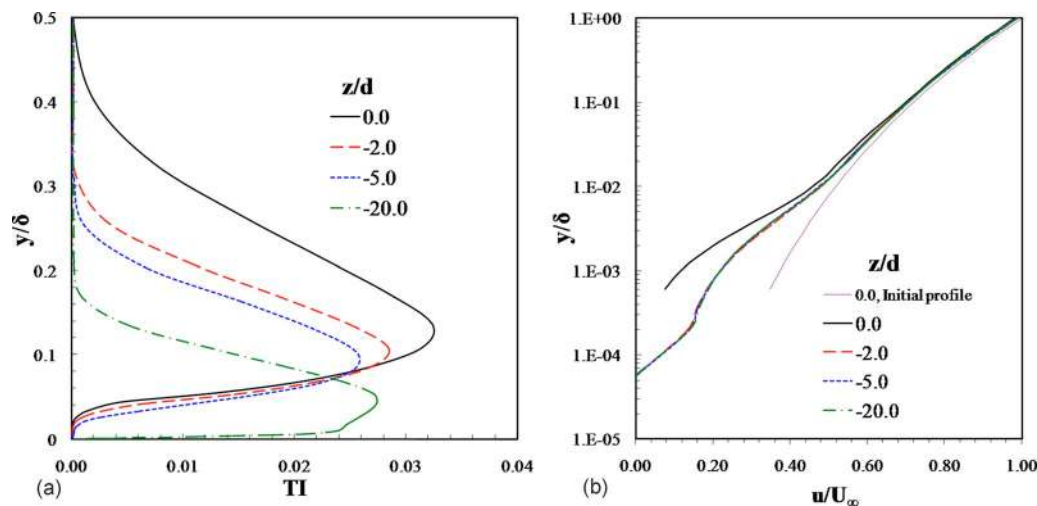 0.5
0.4
0.3
0.2
0.1
0
y/δ
z/d
0.0
-2.0
-5.0
-20.0
0.00
0.01
0.02
0.03
0.04
(a)
TI
1.E+00
1.E-01
1.E-02
1.E-03
1.E-04
1.E-05
y/δ
z/d
0.0, Initial profile
0.0
-2.0
-5.0
-20.0
0.00
0.20
0.40
0.60
0.80
1.00
(b)
u/U∞